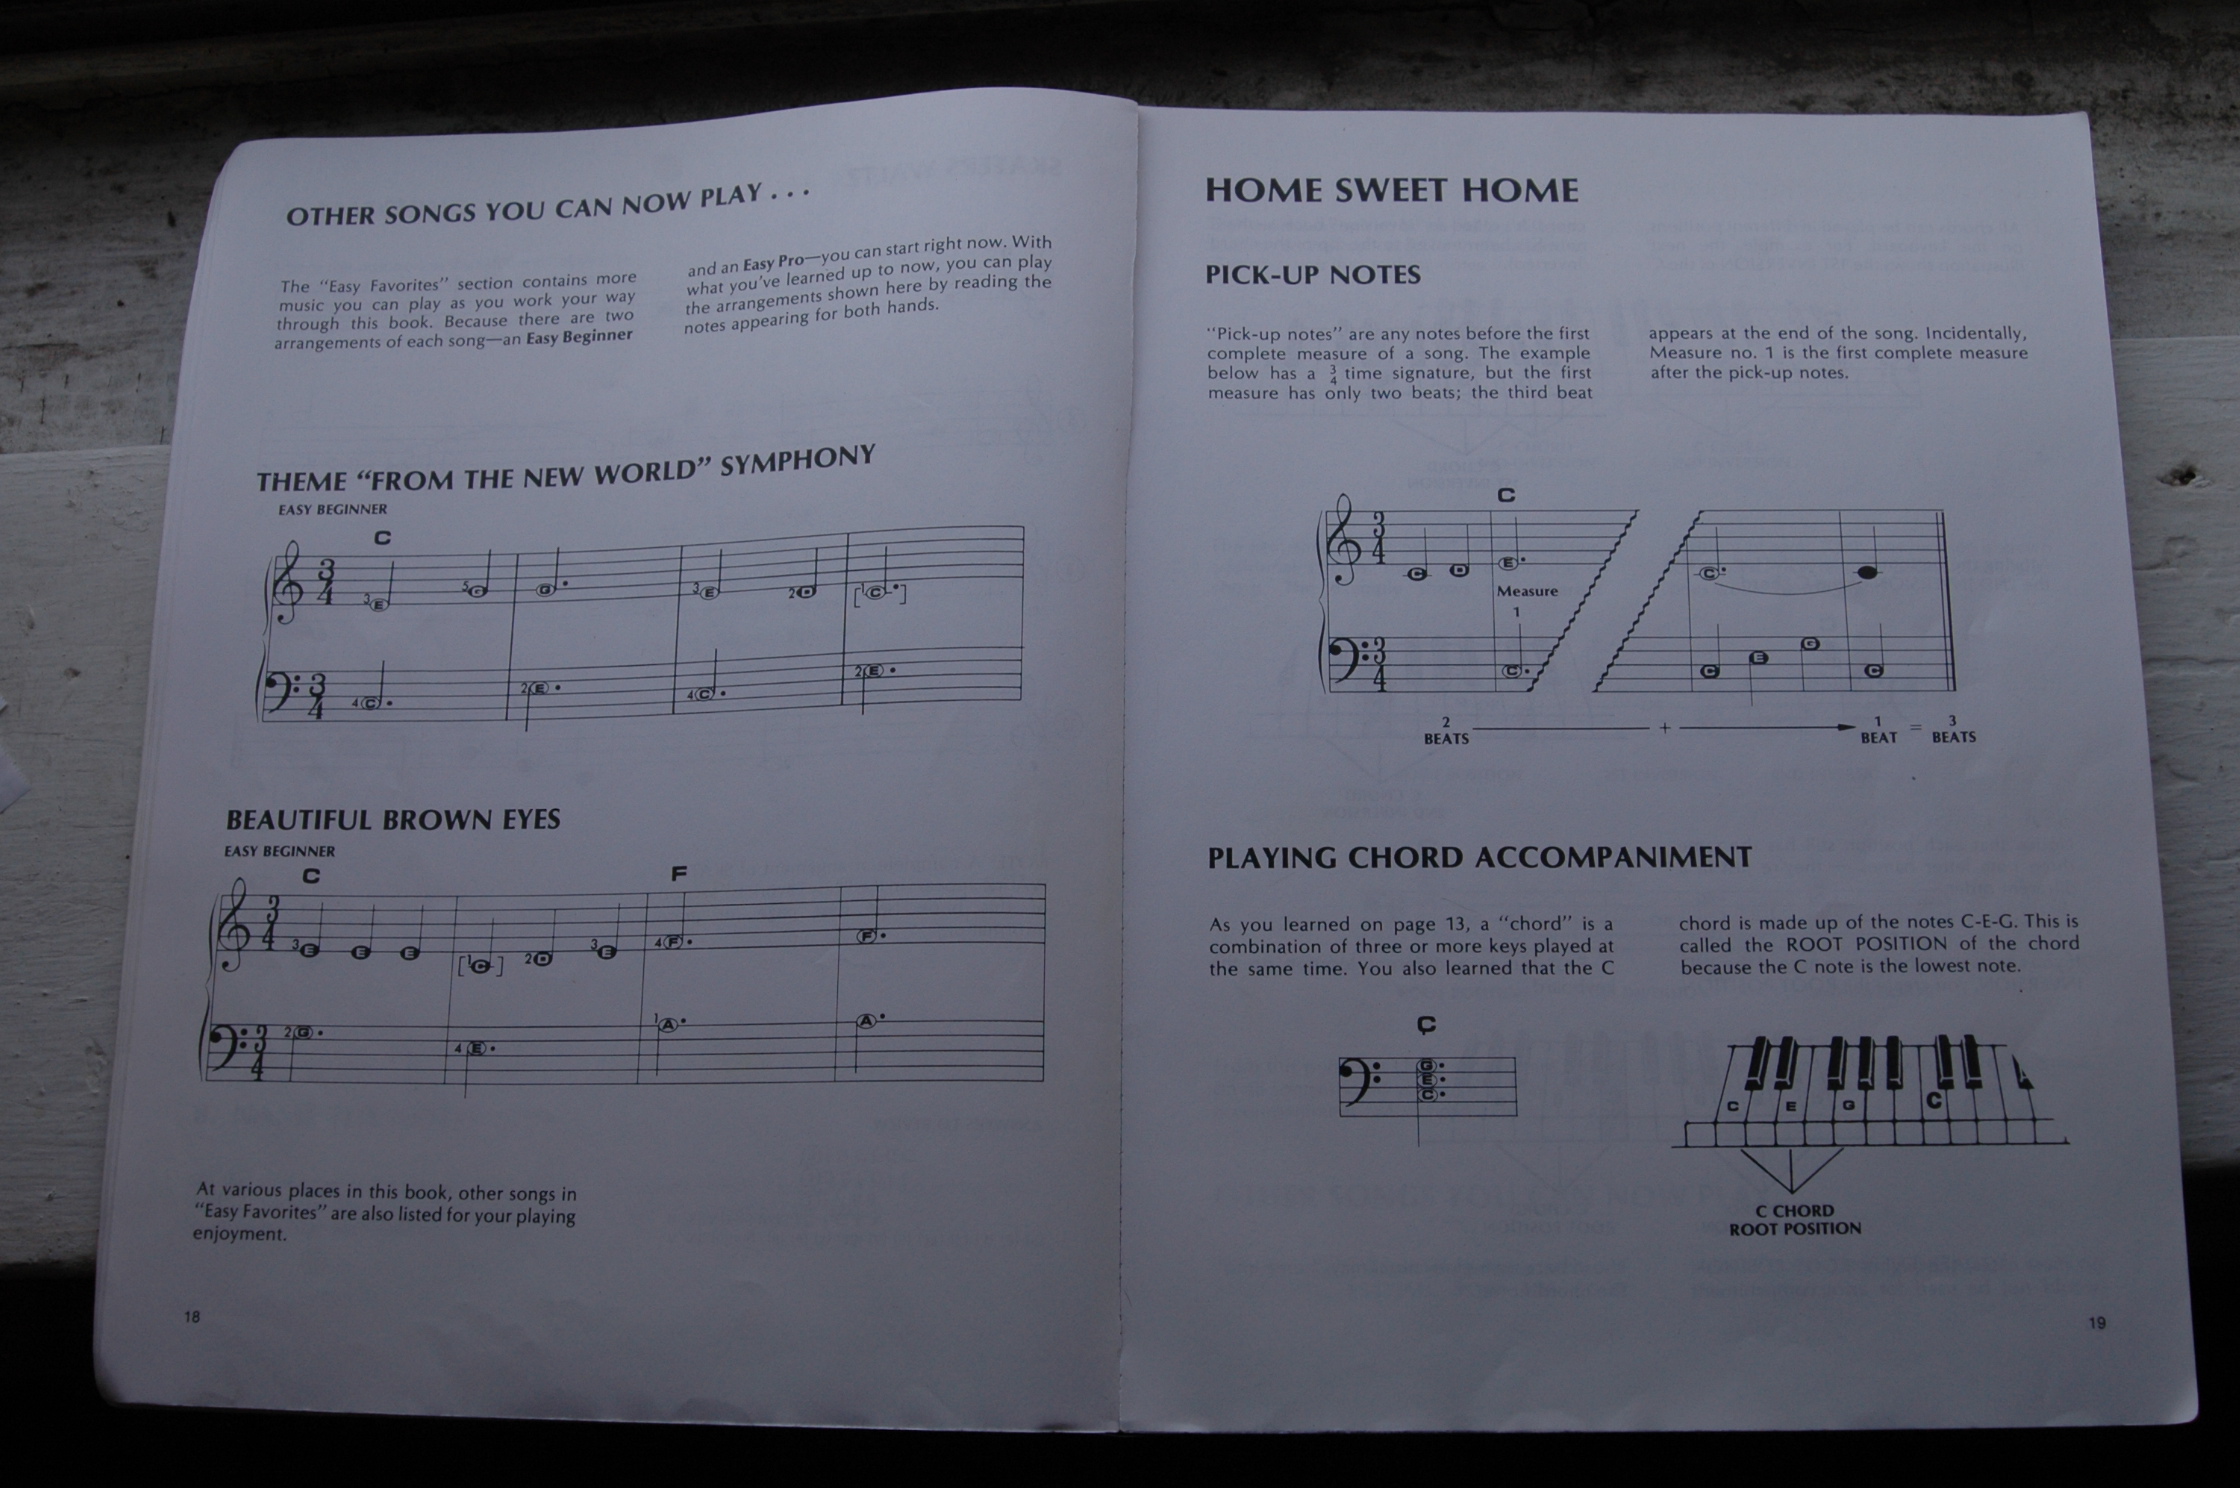 OTHER SONGS YOU CAN NOW PLAY . . .
The "Easy Favorites" section contains more
music you can play as you work your way
through this book. Because there are two
arrangements of each song—an Easy Beginner
and an Easy Pro—you can start right now. With
what you've learned up to now, you can play
the arrangements shown here by reading the
notes appearing for both hands.
THEME "FROM THE NEW WORLD" SYMPHONY
EASY BEGINNER
C
3 4
3 E 5 G G 3 E 2 D [1 C]
3 4
4 C 2 E 4 C 2 E
BEAUTIFUL BROWN EYES
EASY BEGINNER
C F
3 4
3 E E E [1 C] 2 D 3 E 4 F F
3 4
2 G 4 E 1 A A
At various places in this book, other songs in
"Easy Favorites" are also listed for your playing
enjoyment.
18
HOME SWEET HOME
PICK-UP NOTES
"Pick-up notes" are any notes before the first
complete measure of a song. The example
below has a 3/4 time signature, but the first
measure has only two beats; the third beat
appears at the end of the song. Incidentally,
Measure no. 1 is the first complete measure
after the pick-up notes.
C
3 4
C D E C
Measure
1
3 4
C C E G C
2 + 1 = 3
BEATS BEAT BEATS
PLAYING CHORD ACCOMPANIMENT
As you learned on page 13, a "chord" is a
combination of three or more keys played at
the same time. You also learned that the C
chord is made up of the notes C-E-G. This is
called the ROOT POSITION of the chord
because the C note is the lowest note.
C
G
E
C
C E G C
C CHORD
ROOT POSITION
19